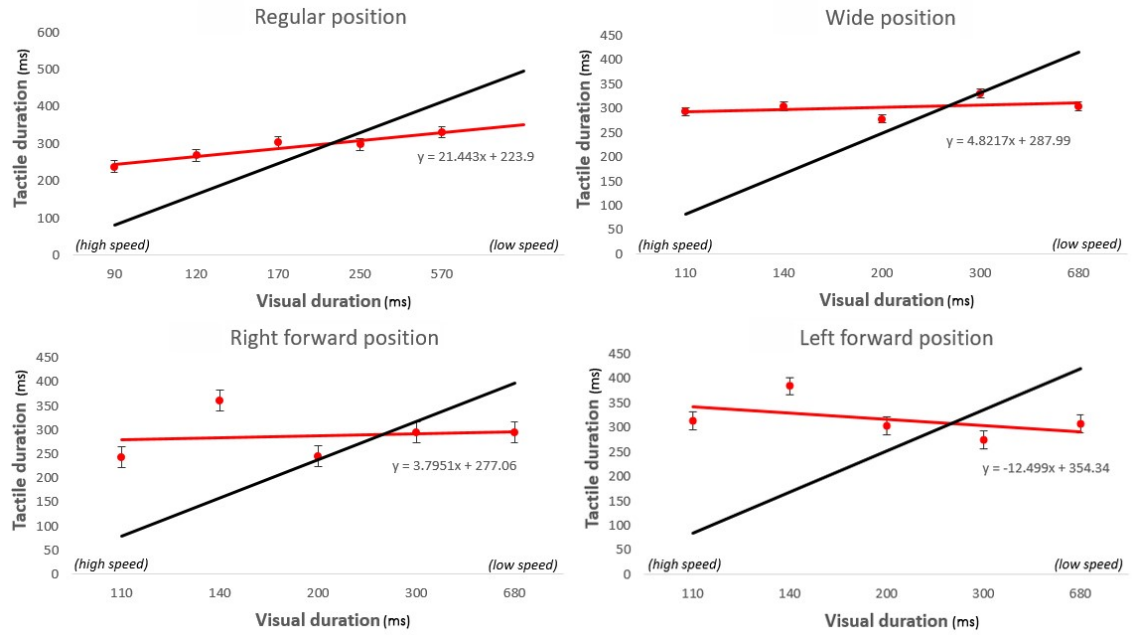 Regular position
Tactile duration (ms)
600
500
400
300
200
100
0
y = 21.443x + 223.9
(high speed)
(low speed)
90 120 170 250 570
Visual duration (ms)
Wide position
Tactile duration (ms)
450
400
350
300
250
200
150
100
50
0
y = 4.8217x + 287.99
(high speed)
(low speed)
110 140 200 300 680
Visual duration (ms)
Right forward position
Tactile duration (ms)
450
400
350
300
250
200
150
100
50
0
y = 3.7951x + 277.06
(high speed)
(low speed)
110 140 200 300 680
Visual duration (ms)
Left forward position
Tactile duration (ms)
450
400
350
300
250
200
150
100
50
0
y = -12.499x + 354.34
(high speed)
(low speed)
110 140 200 300 680
Visual duration (ms)